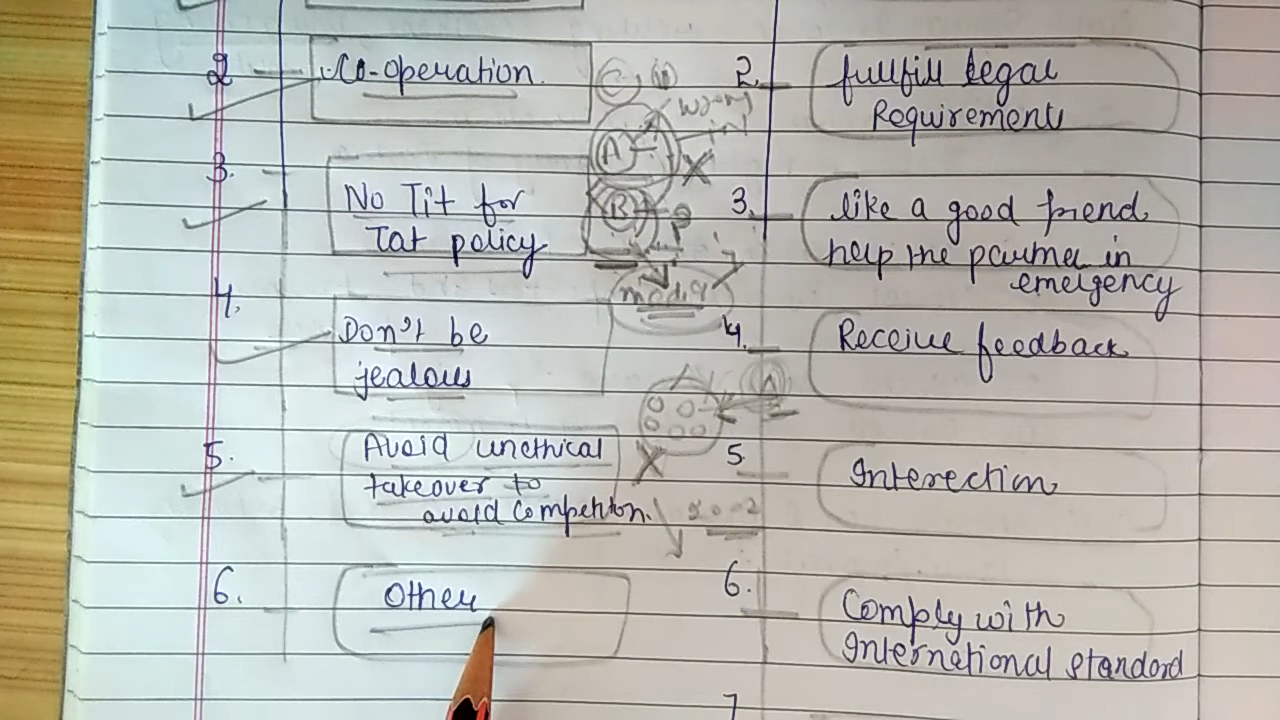 2
Co-operation
3.
No Tit for
Tat policy
4.
Don't be
jealous
5.
Avoid unethical
takeover to
avoid Competition.
6.
Other
A
B
2.
fullfill Legal
Requirement
3.
like a good friend
help the partner in
emergency
4.
Receive feedback
5.
Interection
6.
Comply with
International standard
7